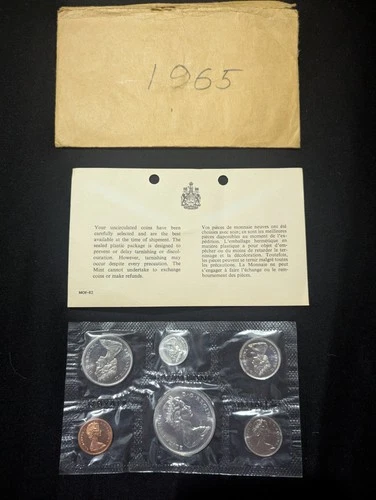 1965
Your uncirculated coins have been
carefully selected and are the best
available at the time of shipment. The
sealed pliofilm package is designed to
prevent or delay tarnishing or discol-
oration. However, tarnishing may
occur despite every precaution. The
Mint cannot undertake to exchange
coins or make refunds.
Vos pièces de monnaie neuves ont été
choisies avec soin; ce sont les meilleures
pièces disponibles au moment de l'ex-
pédition. L'emballage hermétique en
matière plastique a pour objet d'em-
pêcher ou du moins de retarder la ter-
nissage et la décoloration. Toutefois,
les pièces peuvent se ternir malgré toutes
les précautions. La Monnaie ne peut
s'engager à faire l'échange ou le rem-
boursement des pièces.